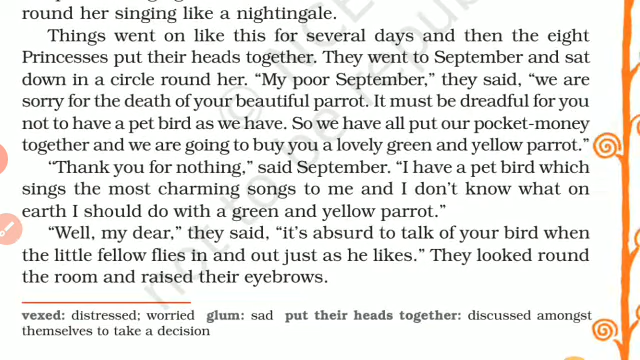 round her singing like a nightingale.
Things went on like this for several days and then the eight
Princesses put their heads together. They went to September and sat
down in a circle round her. “My poor September,” they said, “we are
sorry for the death of your beautiful parrot. It must be dreadful for you
not to have a pet bird as we have. So we have all put our pocket-money
together and we are going to buy you a lovely green and yellow parrot.”
“Thank you for nothing,” said September. “I have a pet bird which
sings the most charming songs to me and I don’t know what on
earth I should do with a green and yellow parrot.”
“Well, my dear,” they said, “it’s absurd to talk of your bird when
the little fellow flies in and out just as he likes.” They looked round
the room and raised their eyebrows.
vexed: distressed; worried glum: sad put their heads together: discussed amongst
themselves to take a decision